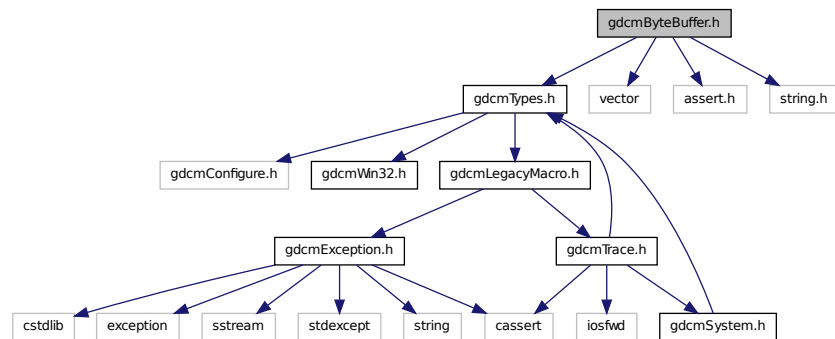 gdcmByteBuffer.h
gdcmTypes.h
vector
assert.h
string.h
gdcmConfigure.h
gdcmWin32.h
gdcmLegacyMacro.h
gdcmException.h
gdcmTrace.h
cstdlib
exception
sstream
stdexcept
string
cassert
iosfwd
gdcmSystem.h